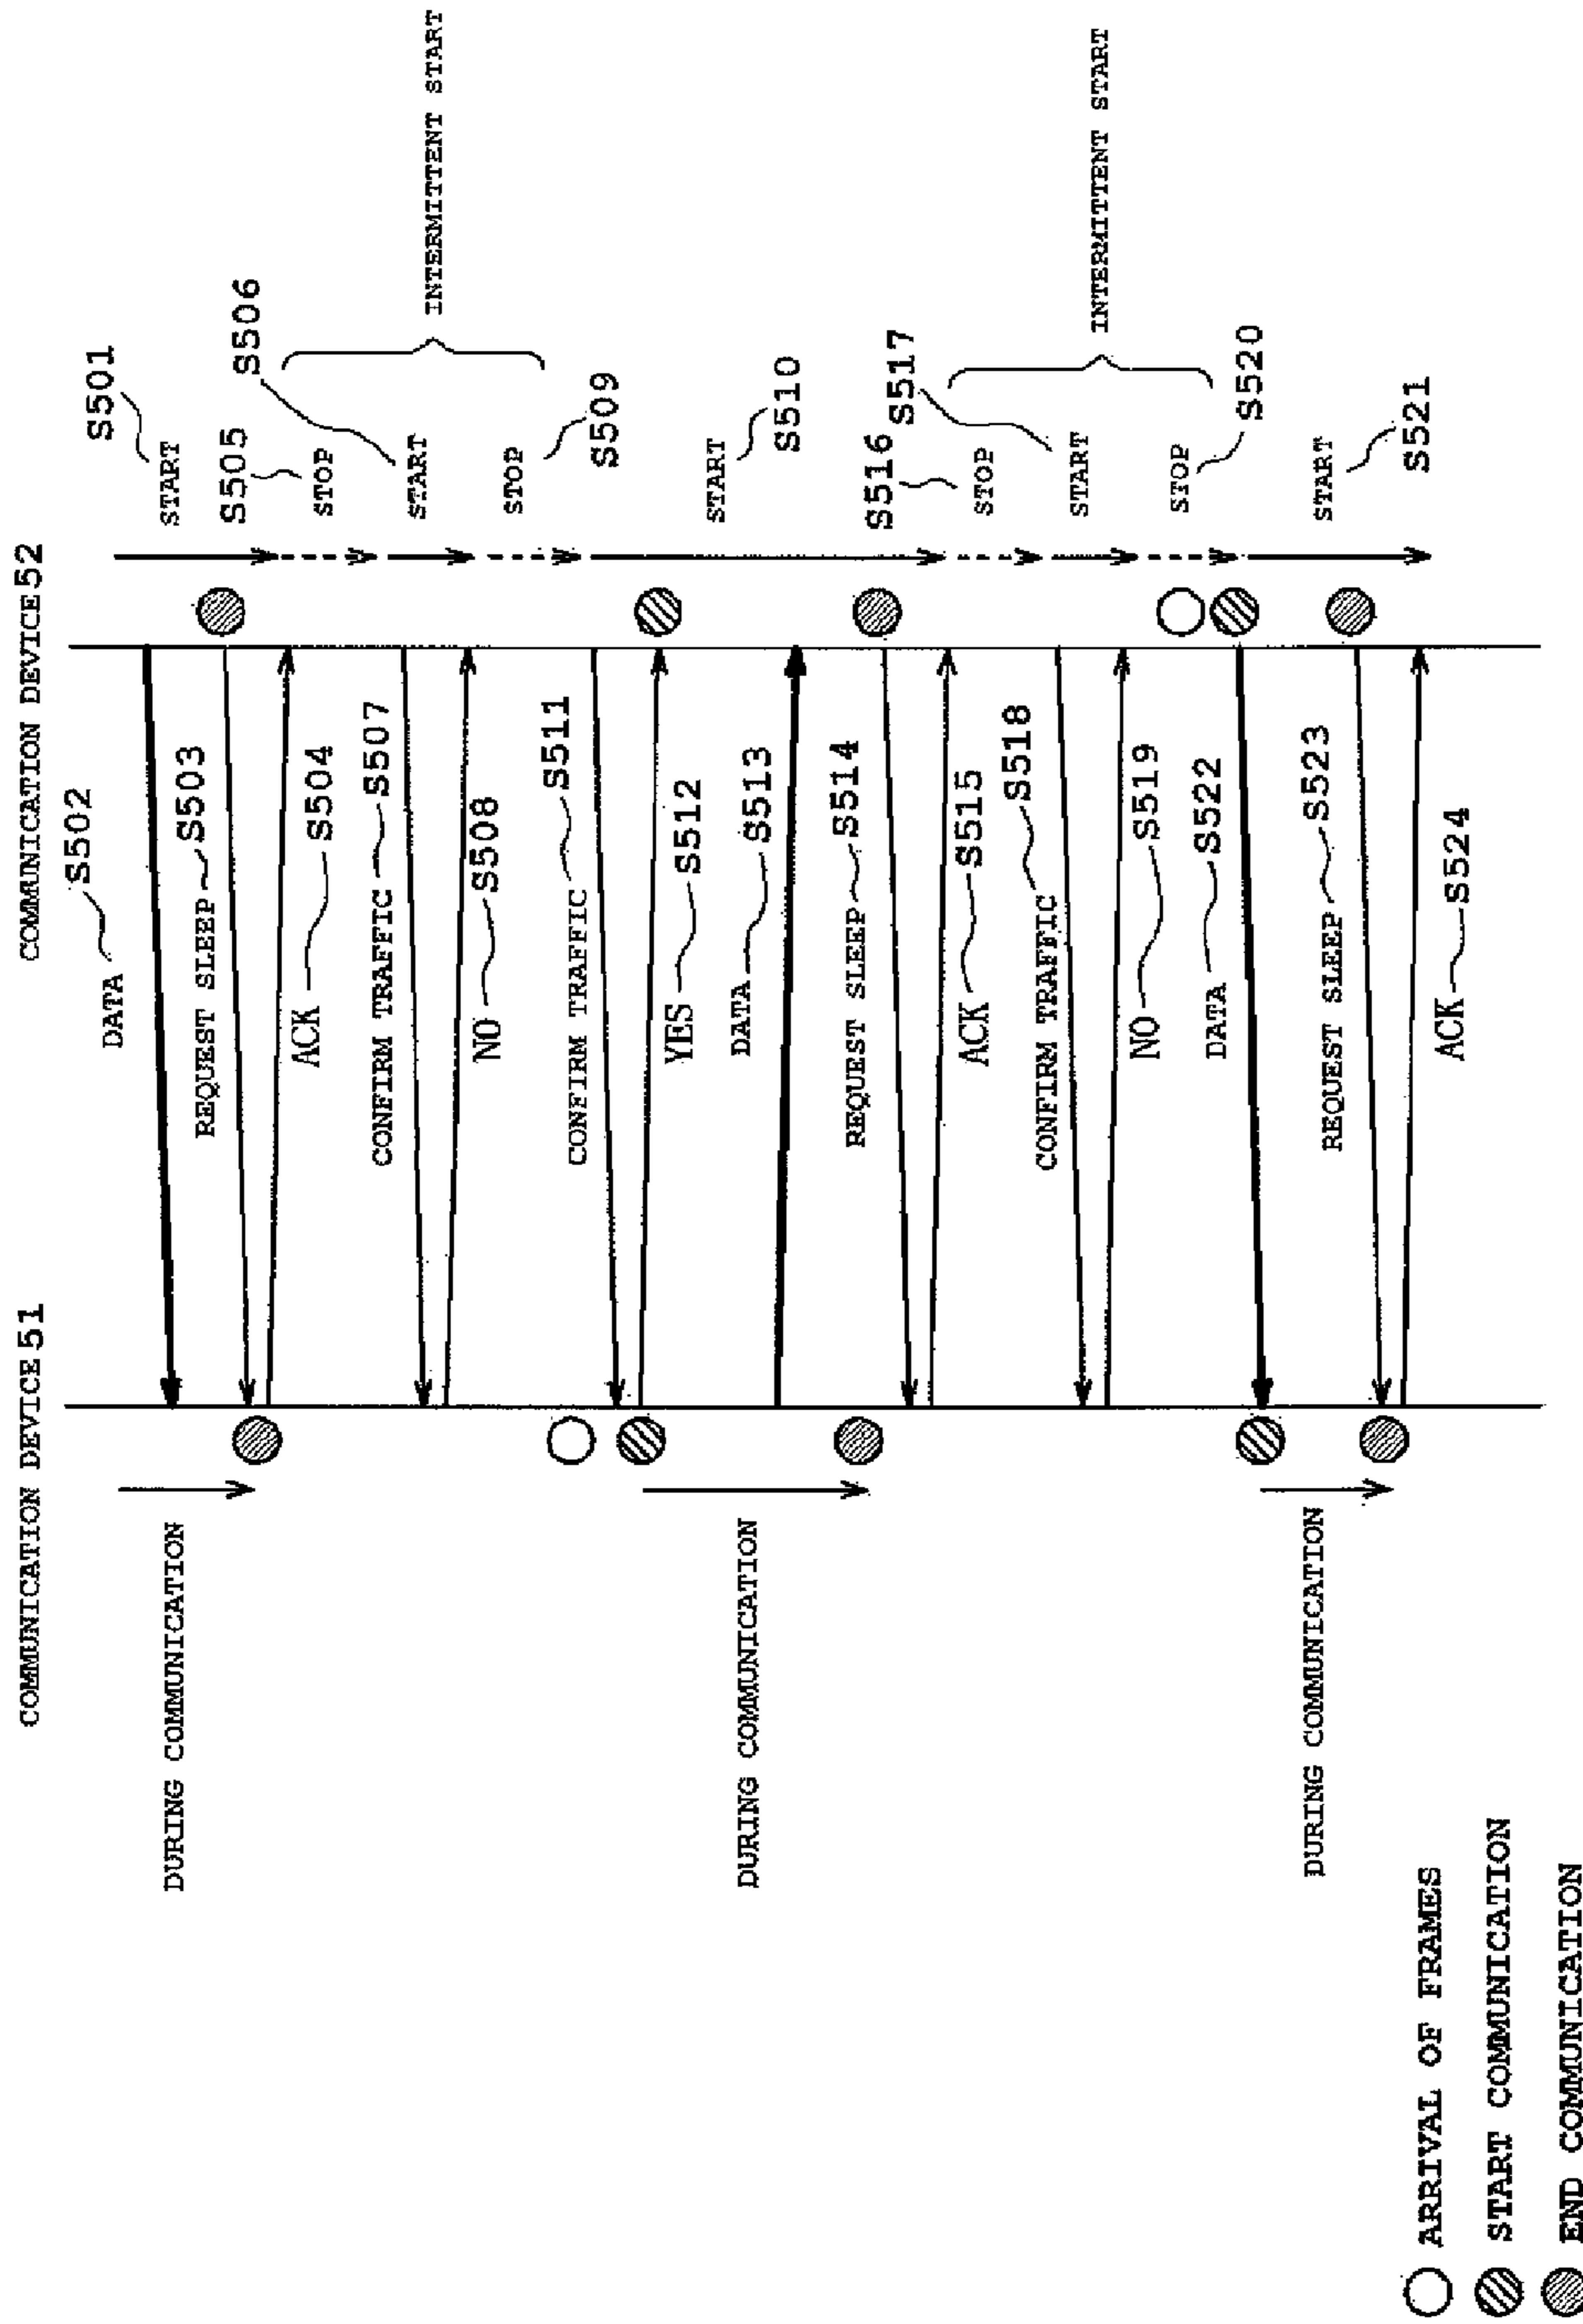 COMMUNICATION DEVICE 51
COMMUNICATION DEVICE 52
S501
START
S502
DATA
DURING COMMUNICATION
REQUEST SLEEP S503
S505
STOP
ACK S504
S506
START
INTERMITTENT START
CONFIRM TRAFFIC S507
NO S508
STOP
S509
CONFIRM TRAFFIC S511
YES S512
START
S510
DURING COMMUNICATION
DATA S513
REQUEST SLEEP S514
S516
STOP
S517
ACK S515
START
INTERMITTENT START
CONFIRM TRAFFIC S518
NO S519
STOP
S520
DATA S522
START
S521
DURING COMMUNICATION
REQUEST SLEEP S523
ACK S524
ARRIVAL OF FRAMES
START COMMUNICATION
END COMMUNICATION